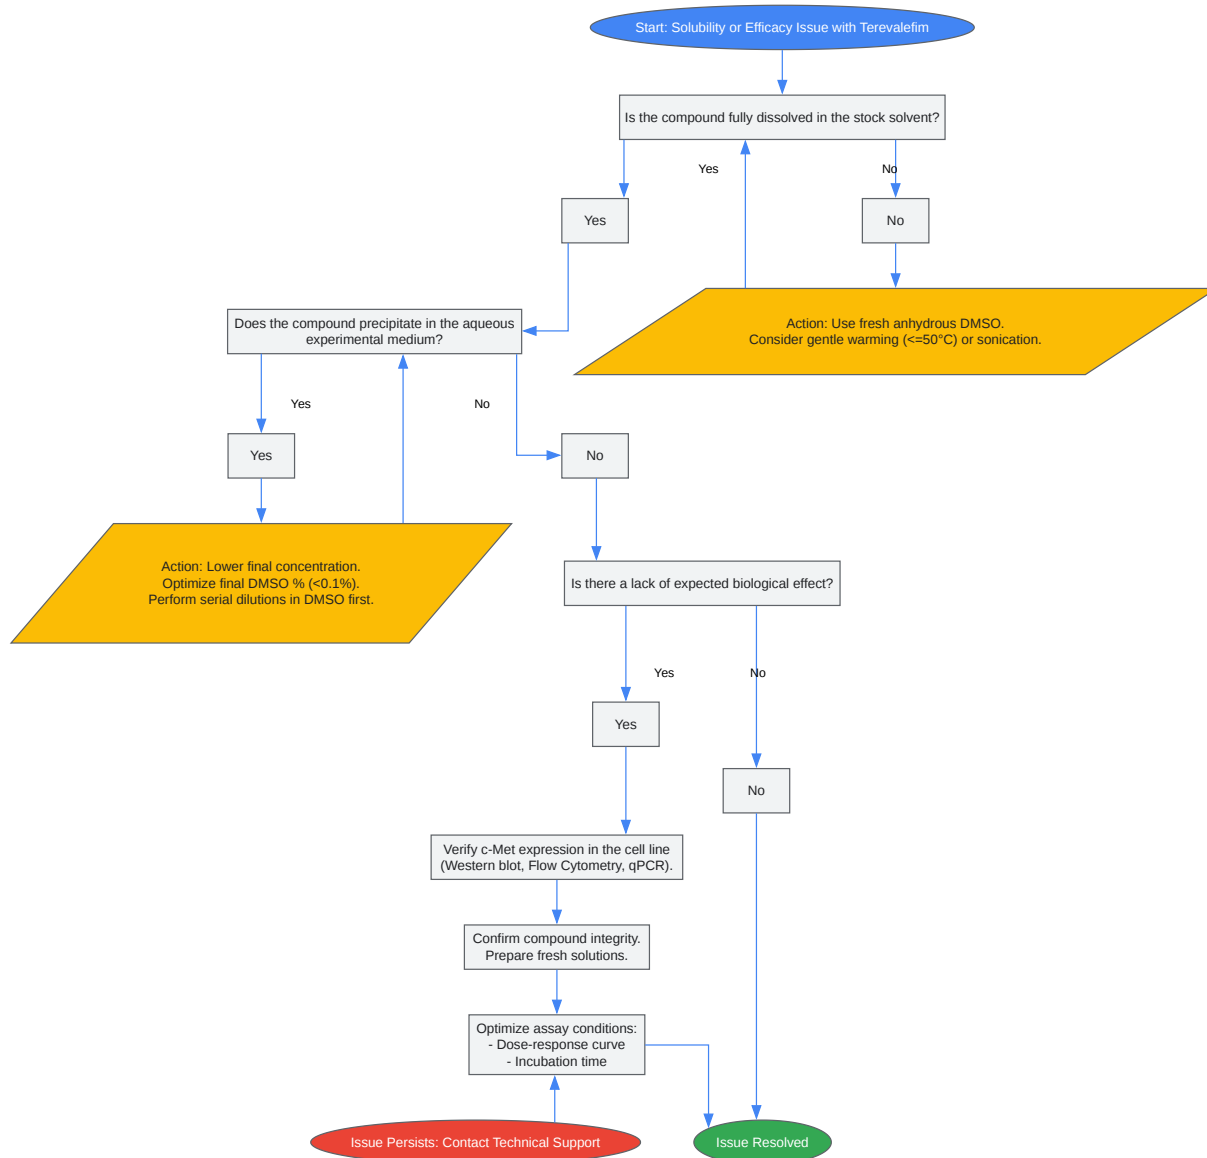 Start: Solubility or Efficacy Issue with Terevalefim
Is the compound fully dissolved in the stock solvent?
Yes
No
Yes
No
Action: Use fresh anhydrous DMSO.
Consider gentle warming (<=50°C) or sonication.
Does the compound precipitate in the aqueous
experimental medium?
Yes
No
Yes
No
Action: Lower final concentration.
Optimize final DMSO % (<0.1%).
Perform serial dilutions in DMSO first.
Is there a lack of expected biological effect?
Yes
No
Yes
No
Verify c-Met expression in the cell line
(Western blot, Flow Cytometry, qPCR).
Confirm compound integrity.
Prepare fresh solutions.
Optimize assay conditions:
- Dose-response curve
- Incubation time
Issue Persists: Contact Technical Support
Issue Resolved